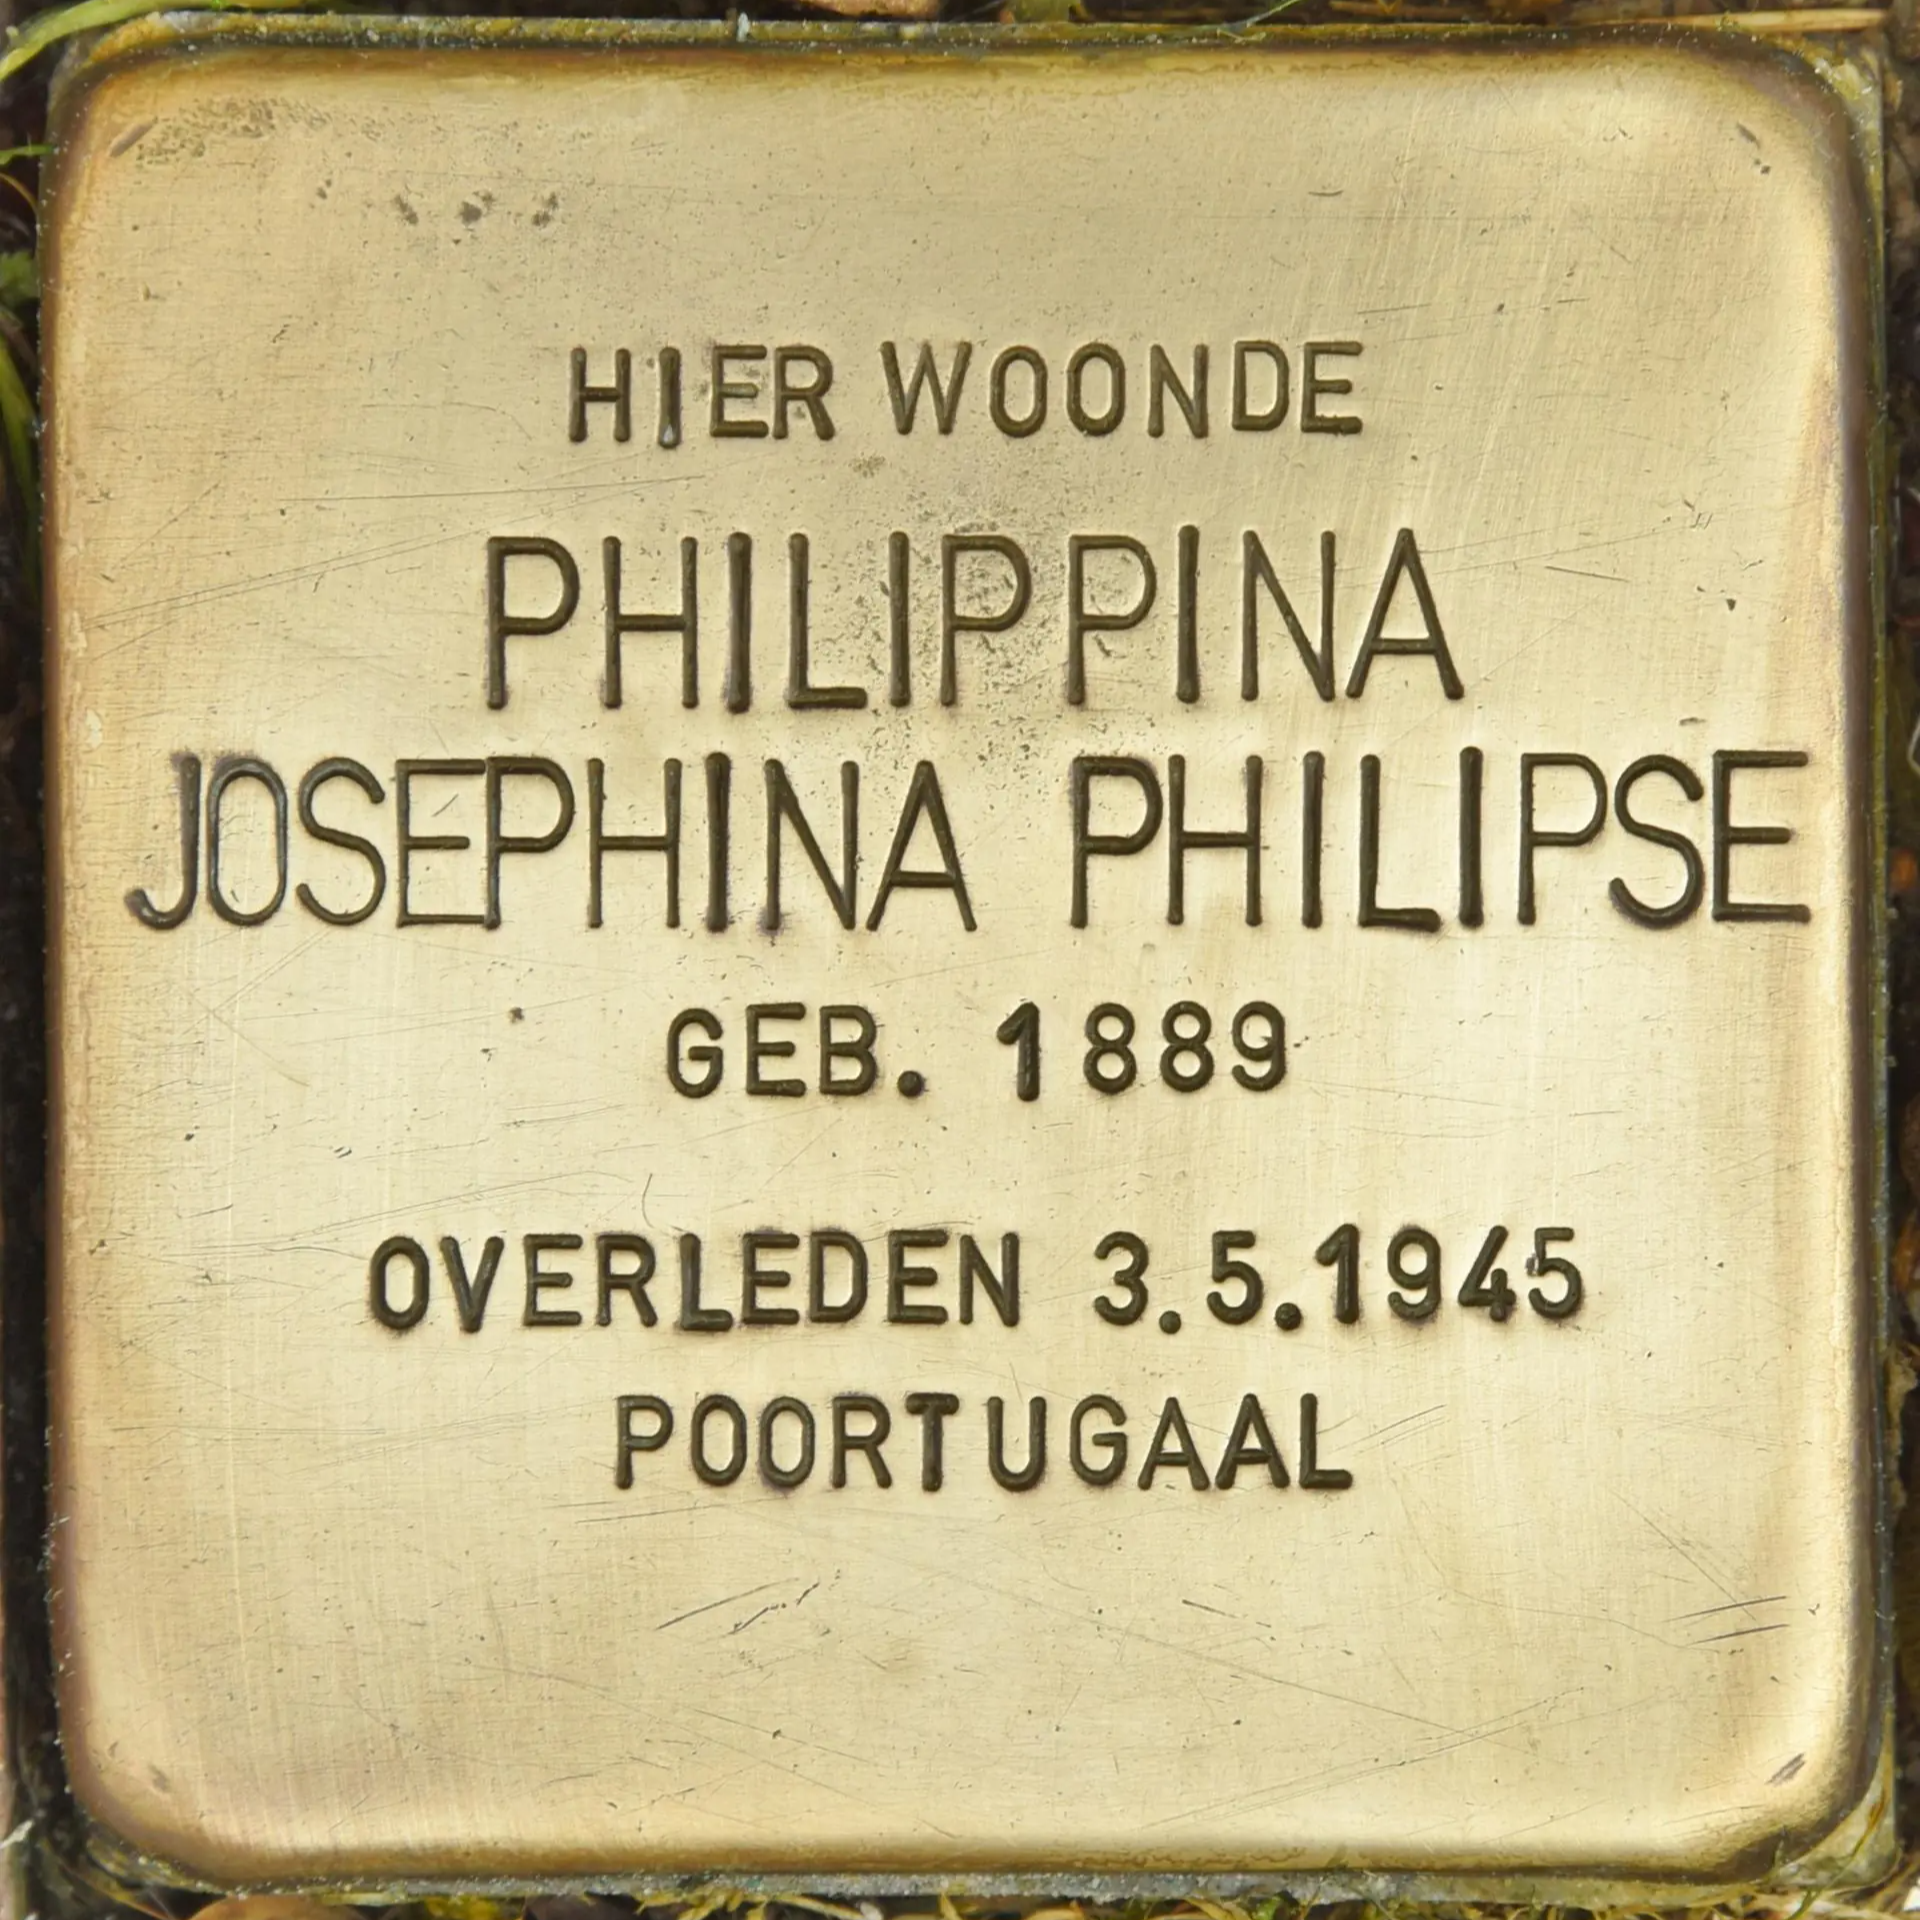 HIER WOONDE
PHILIPPINA
JOSEPHINA PHILIPSE
GEB. 1889
OVERLEDEN 3.5.1945
POORTUGAAL